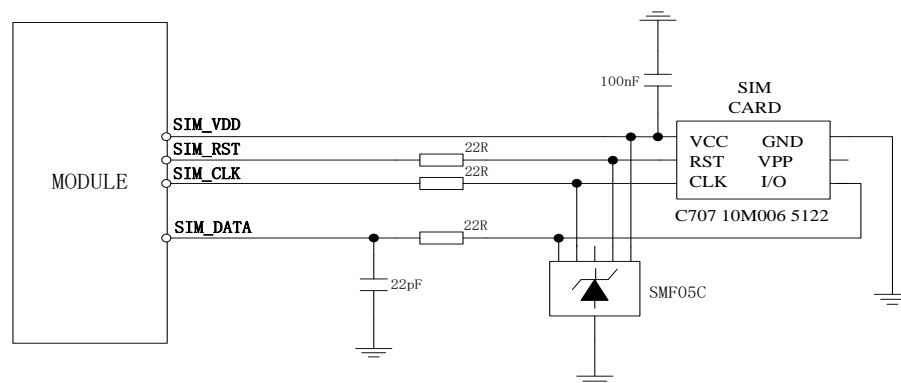 100nF
SIM
CARD
SIM_VDD
SIM_RST
22R
VCC GND
RST VPP
CLK I/O
SIM_CLK
22R
MODULE
C707 10M006 5122
SIM_DATA
22R
22pF
SMF05C